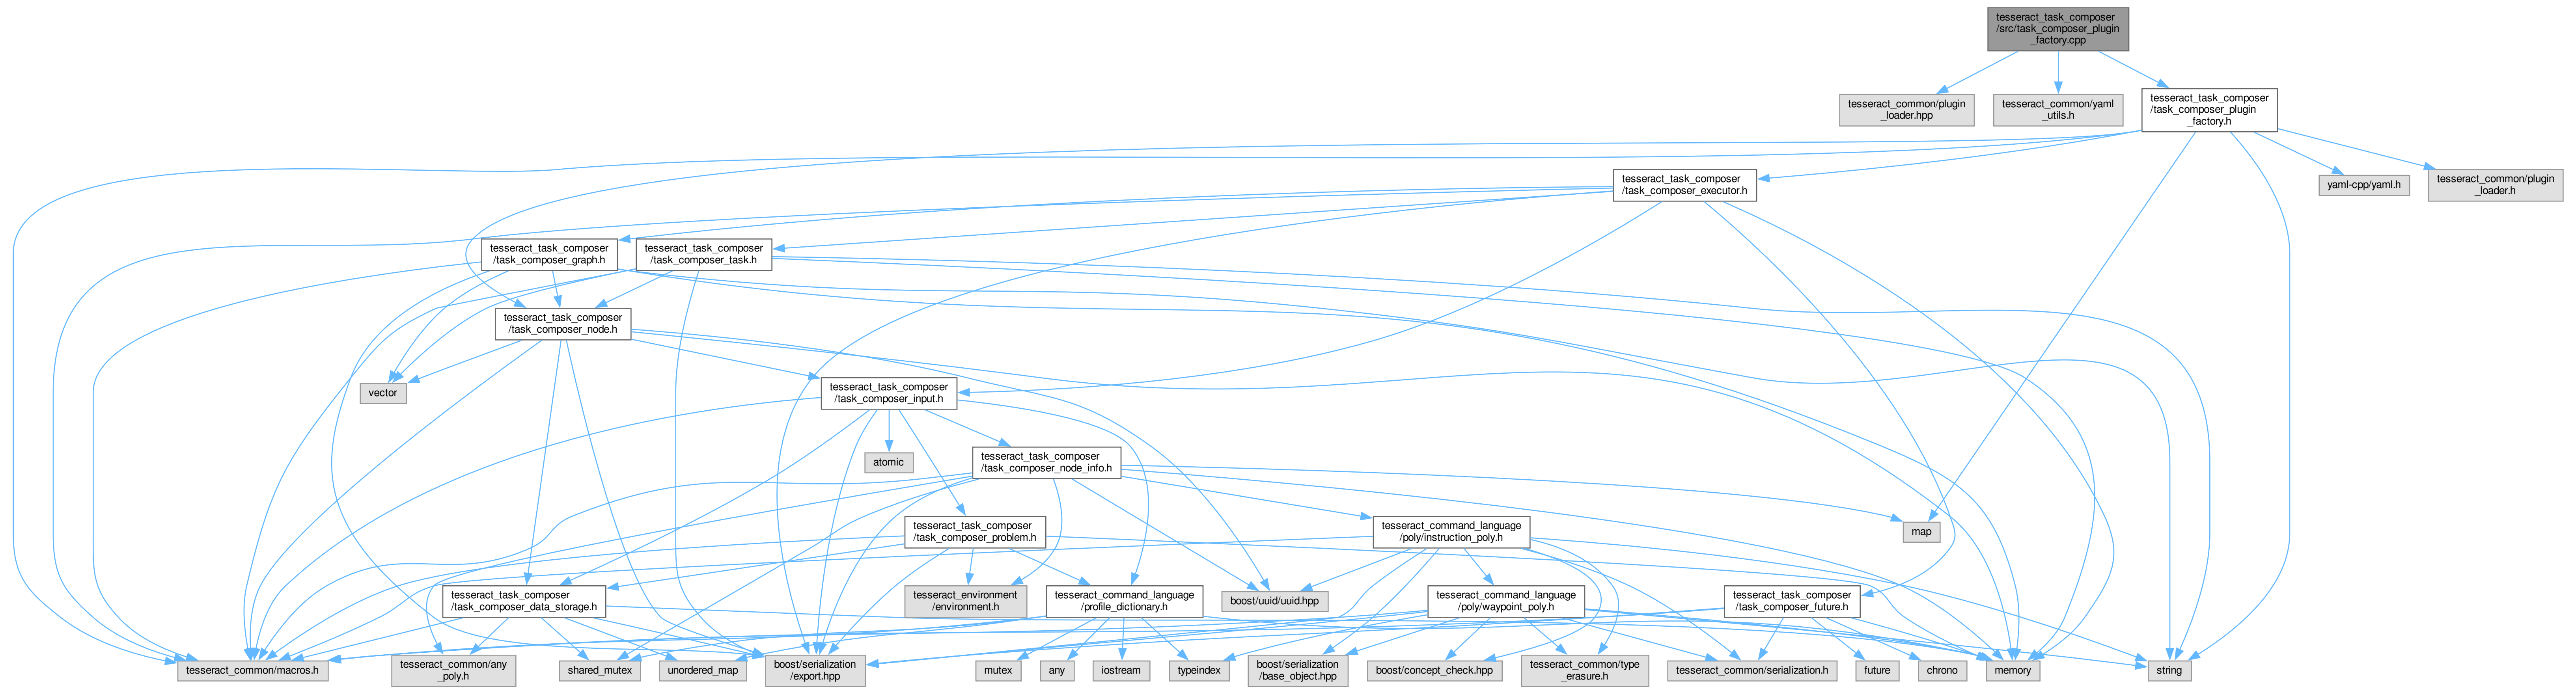 tesseract_task_composer
/src/task_composer_plugin
_factory.cpp
tesseract_common/plugin
_loader.hpp
tesseract_common/yaml
_utils.h
tesseract_task_composer
/task_composer_plugin
_factory.h
tesseract_task_composer
/task_composer_executor.h
yaml-cpp/yaml.h
tesseract_common/plugin
_loader.h
tesseract_task_composer
/task_composer_graph.h
tesseract_task_composer
/task_composer_task.h
tesseract_task_composer
/task_composer_node.h
vector
tesseract_task_composer
/task_composer_input.h
atomic
tesseract_task_composer
/task_composer_node_info.h
tesseract_task_composer
/task_composer_problem.h
tesseract_command_language
/poly/instruction_poly.h
map
tesseract_task_composer
/task_composer_data_storage.h
tesseract_environment
/environment.h
tesseract_command_language
/profile_dictionary.h
boost/uuid/uuid.hpp
tesseract_command_language
/poly/waypoint_poly.h
tesseract_task_composer
/task_composer_future.h
tesseract_common/macros.h
tesseract_common/any
_poly.h
shared_mutex
unordered_map
boost/serialization
/export.hpp
mutex
any
iostream
typeindex
boost/serialization
/base_object.hpp
boost/concept_check.hpp
tesseract_common/type
_erasure.h
tesseract_common/serialization.h
future
chrono
memory
string